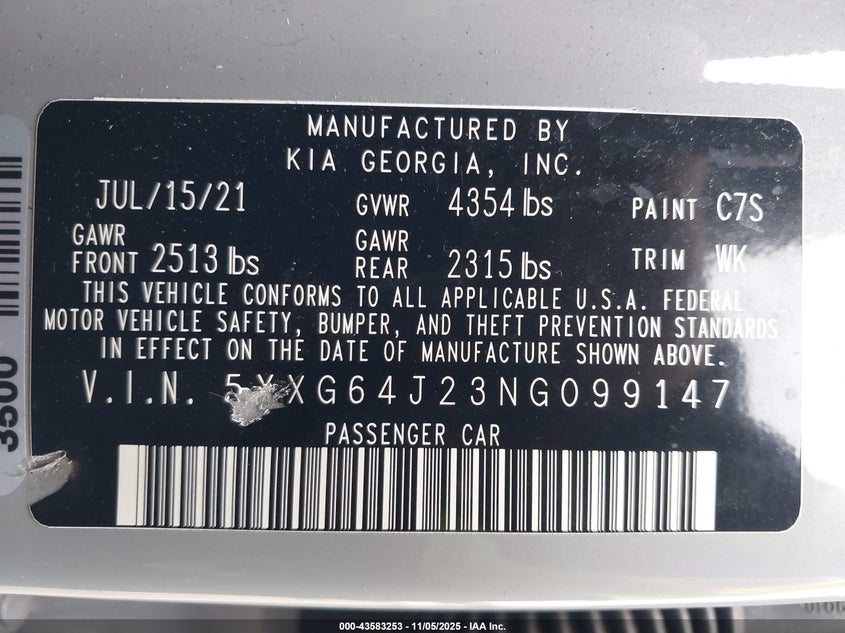 MANUFACTURED BY
KIA GEORGIA, INC.
JUL/15/21 GVWR 4354 lbs PAINT C7S
GAWR FRONT 2513 lbs GAWR REAR 2315 lbs TRIM WK
THIS VEHICLE CONFORMS TO ALL APPLICABLE U.S.A. FEDERAL
MOTOR VEHICLE SAFETY, BUMPER, AND THEFT PREVENTION STANDARDS
IN EFFECT ON THE DATE OF MANUFACTURE SHOWN ABOVE.
V.I.N. 5XXG64J23NG099147
PASSENGER CAR
3300
000-43583253 - 11/05/2025 - IAA Inc.